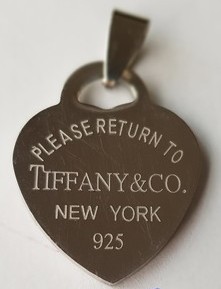 PLEASE RETURN TO
TIFFANY & CO.
NEW YORK
925